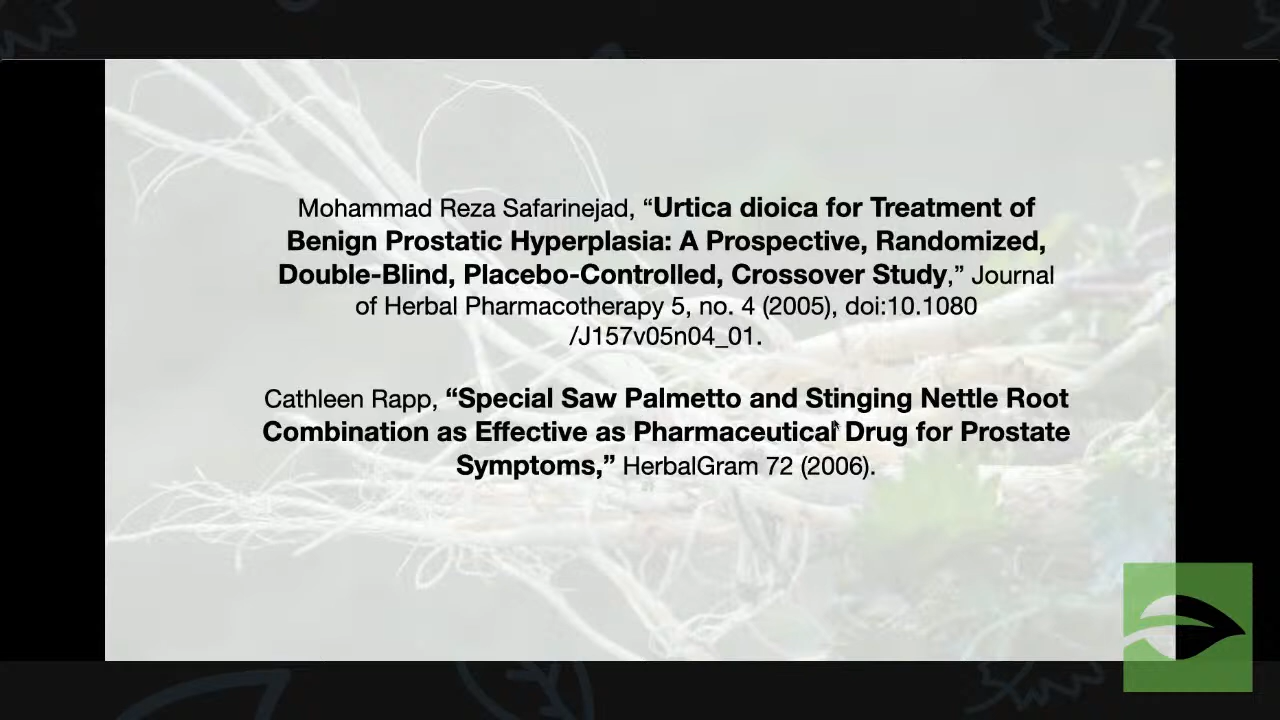 Mohammad Reza Safarinejad, “Urtica dioica for Treatment of
Benign Prostatic Hyperplasia: A Prospective, Randomized,
Double-Blind, Placebo-Controlled, Crossover Study,” Journal
of Herbal Pharmacotherapy 5, no. 4 (2005), doi:10.1080
/J157v05n04_01.
Cathleen Rapp, “Special Saw Palmetto and Stinging Nettle Root
Combination as Effective as Pharmaceutical Drug for Prostate
Symptoms,” HerbalGram 72 (2006).